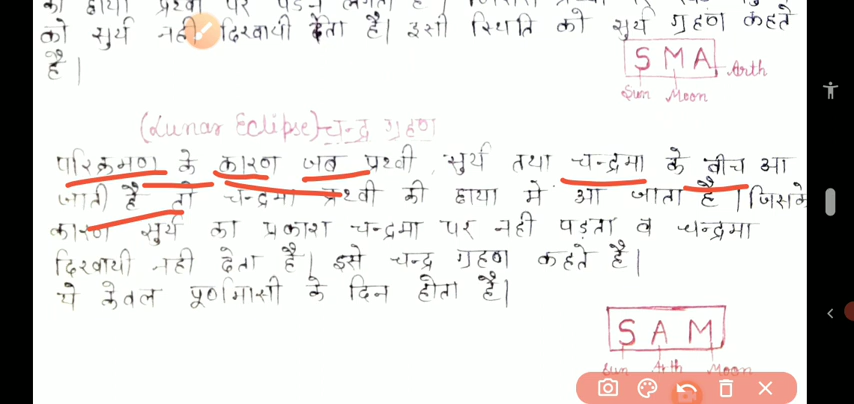 को सुर्य नही दिखायी देता है। इसी स्थिति को सुर्य ग्रहण कहते
है।
SMA
Arth
Sun Moon
(Lunar Eclipse)-चन्द्र ग्रहण
परिक्रमण के कारण जब प्रथ्वी, सुर्य तथा चन्द्रमा के बीच आ
जाती है तो चन्द्रमा प्रथ्वी की छाया में आ जाता है। जिसके
कारण सुर्य का प्रकाश चन्द्रमा पर नही पड़ता व चन्द्रमा
दिखायी नही देता है। इसे चन्द्र ग्रहण कहते है।
ये केवल पूर्णमासी के दिन होता है।
SAM
Sun Arth Moon